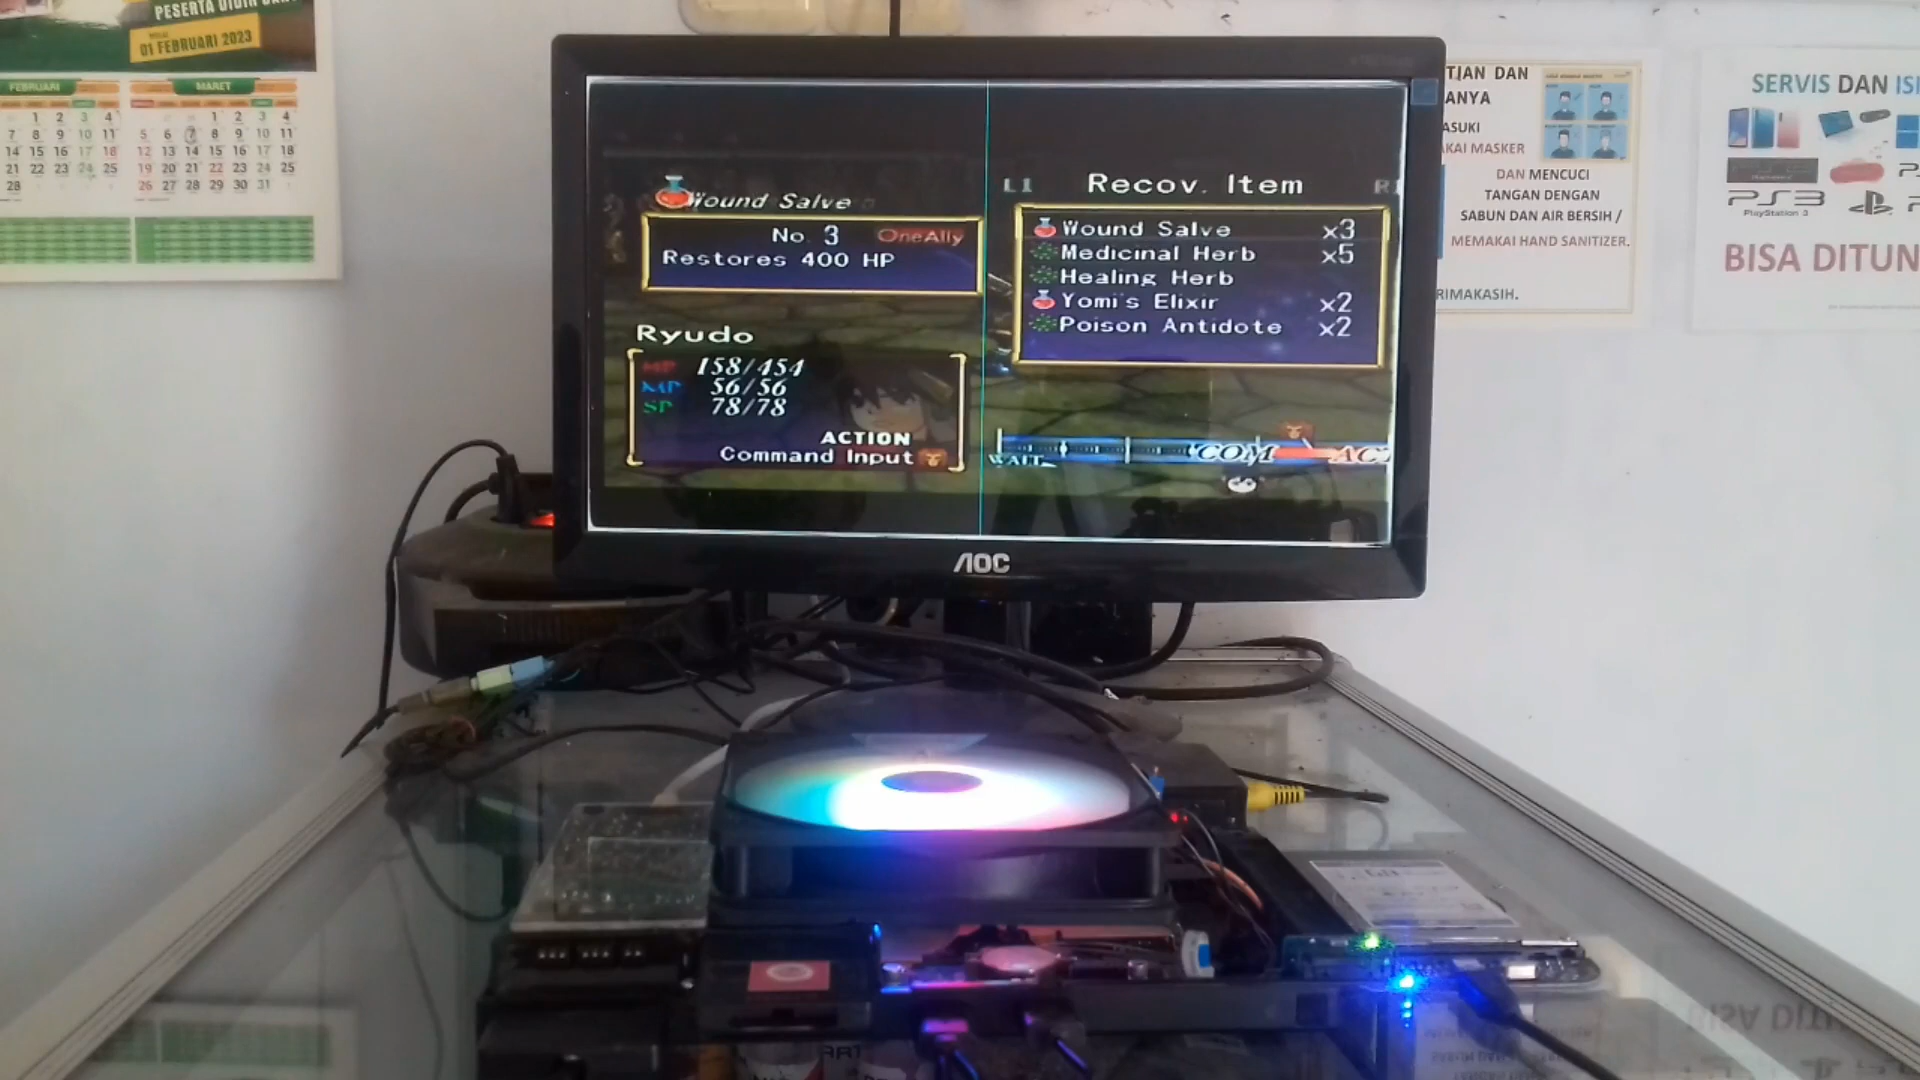 PESERTA DIDIK
01 FEBRUARI 2023
FEBRUARI
1 2 3 4
7 8 9 10 11
14 15 16 17 18
21 22 23 24 25
28
MARET
1 2 3 4
5 6 7 8 9 10 11
12 13 14 15 16 17 18
19 20 21 22 23 24 25
26 27 28 29 30 31
Wound Salve
No. 3 OneAlly
Restores 400 HP
Ryudo
HP 158/454
MP 56/56
SP 78/78
ACTION
Command Input
L1 Recov. Item R1
Wound Salve x3
Medicinal Herb x5
Healing Herb
Yomi's Elixir x2
Poison Antidote x2
WAIT COM AC
AOC
TIAN DAN
ANYA
ASUKI
KAI MASKER
DAN MENCUCI
TANGAN DENGAN
SABUN DAN AIR BERSIH /
MEMAKAI HAND SANITIZER.
RIMAKASIH.
SERVIS DAN ISI
PS3
PlayStation 3
BISA DITUN